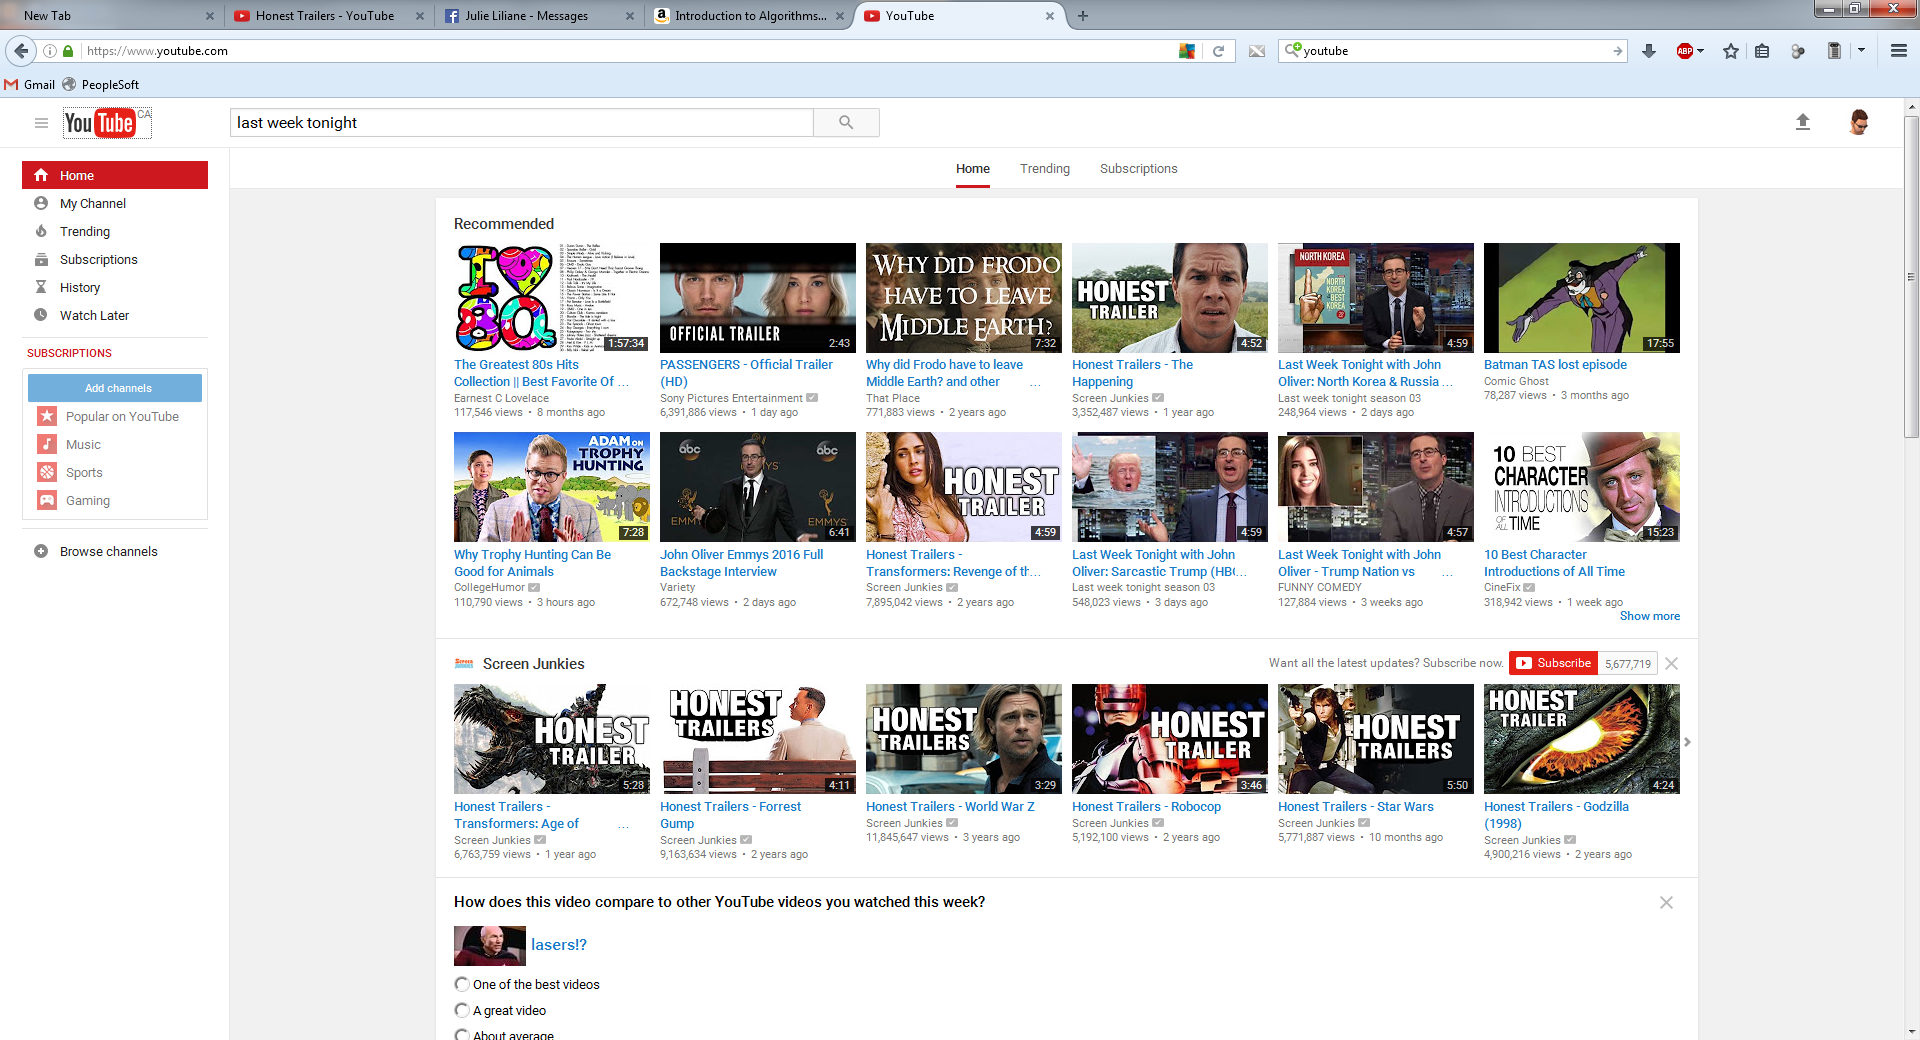 New Tab
Honest Trailers - YouTube
Julie Liliane - Messages
Introduction to Algorithms...
YouTube
https://www.youtube.com
youtube
ABP
Gmail
PeopleSoft
YouTube CA
last week tonight
Home
My Channel
Trending
Subscriptions
History
Watch Later
SUBSCRIPTIONS
Add channels
Popular on YouTube
Music
Sports
Gaming
Browse channels
Home
Trending
Subscriptions
Recommended
I
80s
1:57:34
The Greatest 80s Hits
Collection || Best Favorite Of ...
Earnest C Lovelace
117,546 views • 8 months ago
OFFICIAL TRAILER
2:43
PASSENGERS - Official Trailer
(HD)
Sony Pictures Entertainment
6,391,886 views • 1 day ago
WHY DID FRODO
HAVE TO LEAVE
MIDDLE EARTH?
7:32
Why did Frodo have to leave
Middle Earth? and other ...
That Place
771,883 views • 2 years ago
HONEST
TRAILER
4:52
Honest Trailers - The
Happening
Screen Junkies
3,352,487 views • 1 year ago
NORTH KOREA
4:59
Last Week Tonight with John
Oliver: North Korea & Russia ...
Last week tonight season 03
248,964 views • 2 days ago
17:55
Batman TAS lost episode
Comic Ghost
78,287 views • 3 months ago
ADAM ON
TROPHY
HUNTING
7:28
Why Trophy Hunting Can Be
Good for Animals
CollegeHumor
110,790 views • 3 hours ago
abc
abc
EMMYS
EMMYS
6:41
John Oliver Emmys 2016 Full
Backstage Interview
Variety
672,748 views • 2 days ago
HONEST
TRAILER
4:59
Honest Trailers -
Transformers: Revenge of th...
Screen Junkies
7,895,042 views • 2 years ago
4:59
Last Week Tonight with John
Oliver: Sarcastic Trump (HBO...
Last week tonight season 03
548,023 views • 3 days ago
4:57
Last Week Tonight with John
Oliver - Trump Nation vs ...
FUNNY COMEDY
127,884 views • 3 weeks ago
10 BEST
CHARACTER
INTRODUCTIONS
OF ALL TIME
15:23
10 Best Character
Introductions of All Time
CineFix
318,942 views • 1 week ago
Show more
Screen Junkies
Want all the latest updates? Subscribe now.
Subscribe
5,677,719
HONEST
TRAILER
5:28
Honest Trailers -
Transformers: Age of ...
Screen Junkies
6,763,759 views • 1 year ago
HONEST
TRAILERS
4:11
Honest Trailers - Forrest
Gump
Screen Junkies
9,163,634 views • 2 years ago
HONEST
TRAILERS
3:29
Honest Trailers - World War Z
Screen Junkies
11,845,647 views • 3 years ago
HONEST
TRAILER
3:46
Honest Trailers - Robocop
Screen Junkies
5,192,100 views • 2 years ago
HONEST
TRAILERS
5:50
Honest Trailers - Star Wars
Screen Junkies
5,771,887 views • 10 months ago
HONEST
TRAILER
4:24
Honest Trailers - Godzilla
(1998)
Screen Junkies
4,900,216 views • 2 years ago
How does this video compare to other YouTube videos you watched this week?
lasers!?
One of the best videos
A great video
About average